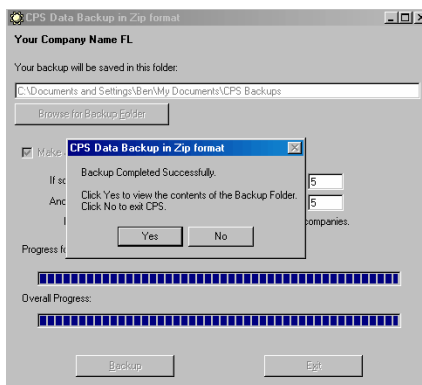 CPS Data Backup in Zip format
Your Company Name FL
Your backup will be saved in this folder:
C:\Documents and Settings\Ben\My Documents\CPS Backups
Browse for Backup Folder
Make
CPS Data Backup in Zip format
Backup Completed Successfully.
Click Yes to view the contents of the Backup Folder.
Click No to exit CPS.
Yes No
If so
5
And
5
companies.
Progress fo
Overall Progress:
Backup Exit